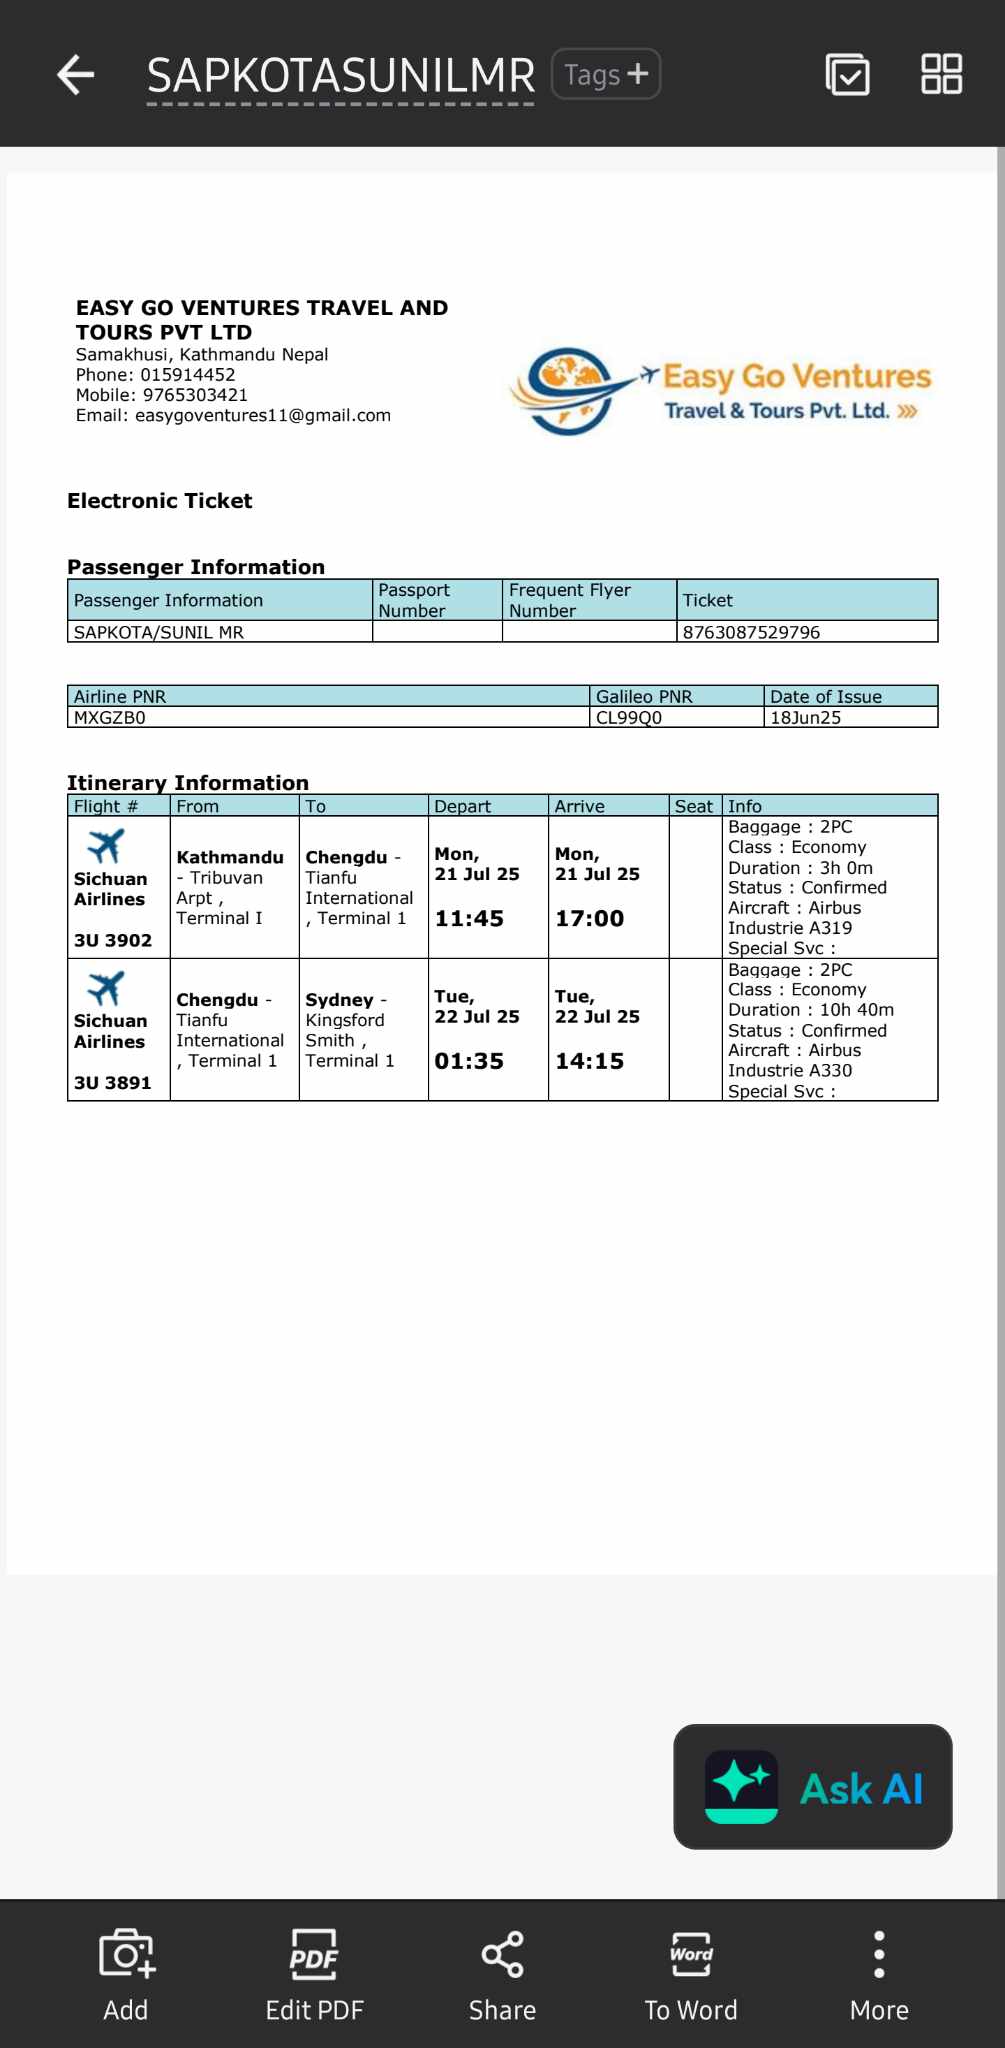 SAPKOTASUNILMR
Tags +
EASY GO VENTURES TRAVEL AND
TOURS PVT LTD
Samakhusi, Kathmandu Nepal
Phone: 015914452
Mobile: 9765303421
Email: easygoventures11@gmail.com
Easy Go Ventures
Travel & Tours Pvt. Ltd.
Electronic Ticket
Passenger Information
Passenger Information Passport Number Frequent Flyer Number Ticket
SAPKOTA/SUNIL MR 8763087529796
Airline PNR Galileo PNR Date of Issue
MXGZB0 CL99Q0 18Jun25
Itinerary Information
Flight # From To Depart Arrive Seat Info
Sichuan
Airlines
3U 3902
Kathmandu
- Tribuvan
Arpt ,
Terminal I
Chengdu -
Tianfu
International
, Terminal 1
Mon,
21 Jul 25
11:45
Mon,
21 Jul 25
17:00
Baggage : 2PC
Class : Economy
Duration : 3h 0m
Status : Confirmed
Aircraft : Airbus
Industrie A319
Special Svc :
Sichuan
Airlines
3U 3891
Chengdu -
Tianfu
International
, Terminal 1
Sydney -
Kingsford
Smith ,
Terminal 1
Tue,
22 Jul 25
01:35
Tue,
22 Jul 25
14:15
Baggage : 2PC
Class : Economy
Duration : 10h 40m
Status : Confirmed
Aircraft : Airbus
Industrie A330
Special Svc :
Ask AI
PDF
Word
Add Edit PDF Share To Word More